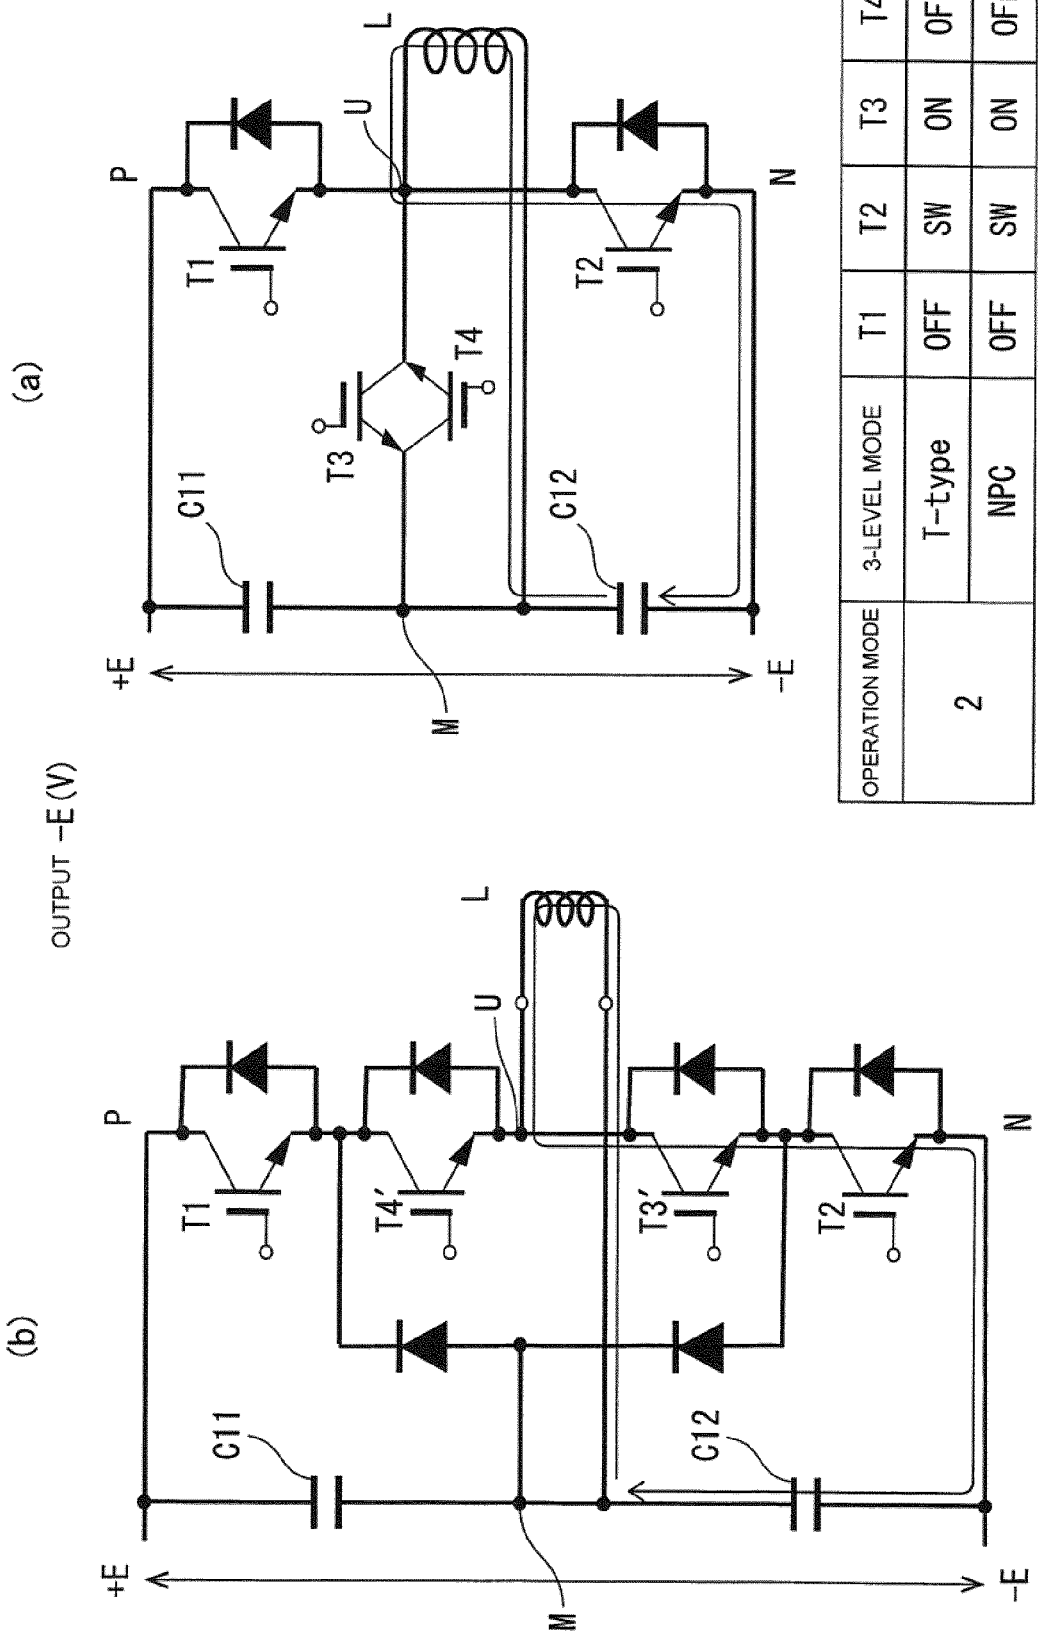 OUTPUT -E(V)
(a)
P
+E
C11
T1
U
L
M
T3
T4
C12
T2
-E
N
(b)
P
+E
C11
T1
T4′
U
L
M
C12
T3′
T2
-E
N
OPERATION MODE 3-LEVEL MODE T1 T2 T3 T4
2 T-type OFF SW ON
NPC OFF SW ON